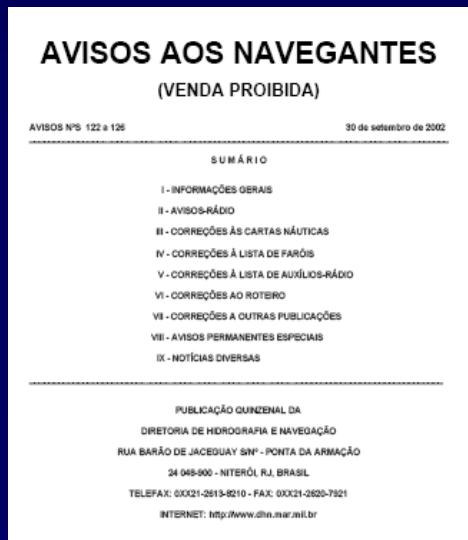 AVISOS AOS NAVEGANTES
(VENDA PROIBIDA)
AVISOS NºS 122 a 126 30 de setembro de 2002
SUMÁRIO
I - INFORMAÇÕES GERAIS
II - AVISOS-RÁDIO
III - CORREÇÕES ÀS CARTAS NÁUTICAS
IV - CORREÇÕES À LISTA DE FARÓIS
V - CORREÇÕES À LISTA DE AUXÍLIOS-RÁDIO
VI - CORREÇÕES AO ROTEIRO
VII - CORREÇÕES A OUTRAS PUBLICAÇÕES
VIII - AVISOS PERMANENTES ESPECIAIS
IX - NOTÍCIAS DIVERSAS
PUBLICAÇÃO QUINZENAL DA
DIRETORIA DE HIDROGRAFIA E NAVEGAÇÃO
RUA BARÃO DE JACEGUAY S/Nº - PONTA DA ARMAÇÃO
24 048-900 - NITERÓI, RJ, BRASIL
TELEFAX: 0XX21-2613-8210 - FAX: 0XX21-2620-7921
INTERNET: http://www.dhn.mar.mil.br